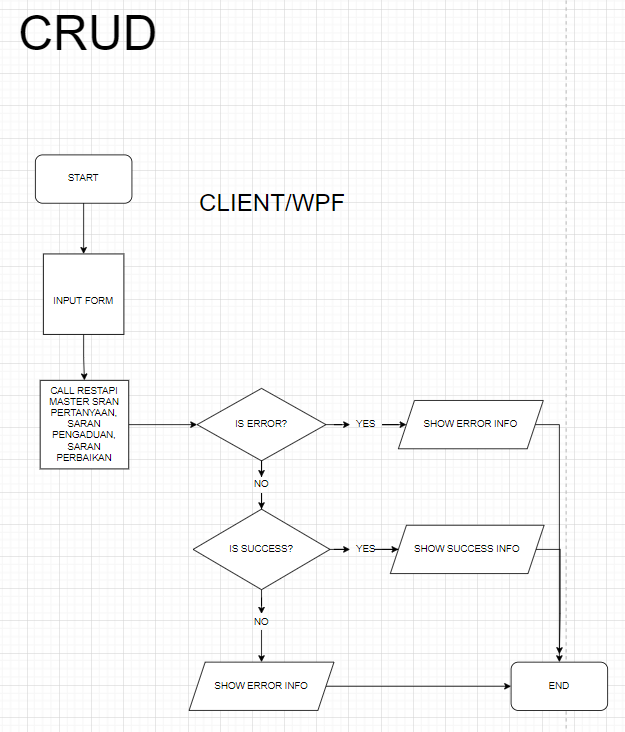 CRUD
START
CLIENT/WPF
INPUT FORM
CALL RESTAPI
MASTER SRAN
PERTANYAAN,
SARAN
PENGADUAN,
SARAN
PERBAIKAN
IS ERROR?
YES
SHOW ERROR INFO
NO
IS SUCCESS?
YES
SHOW SUCCESS INFO
NO
SHOW ERROR INFO
END